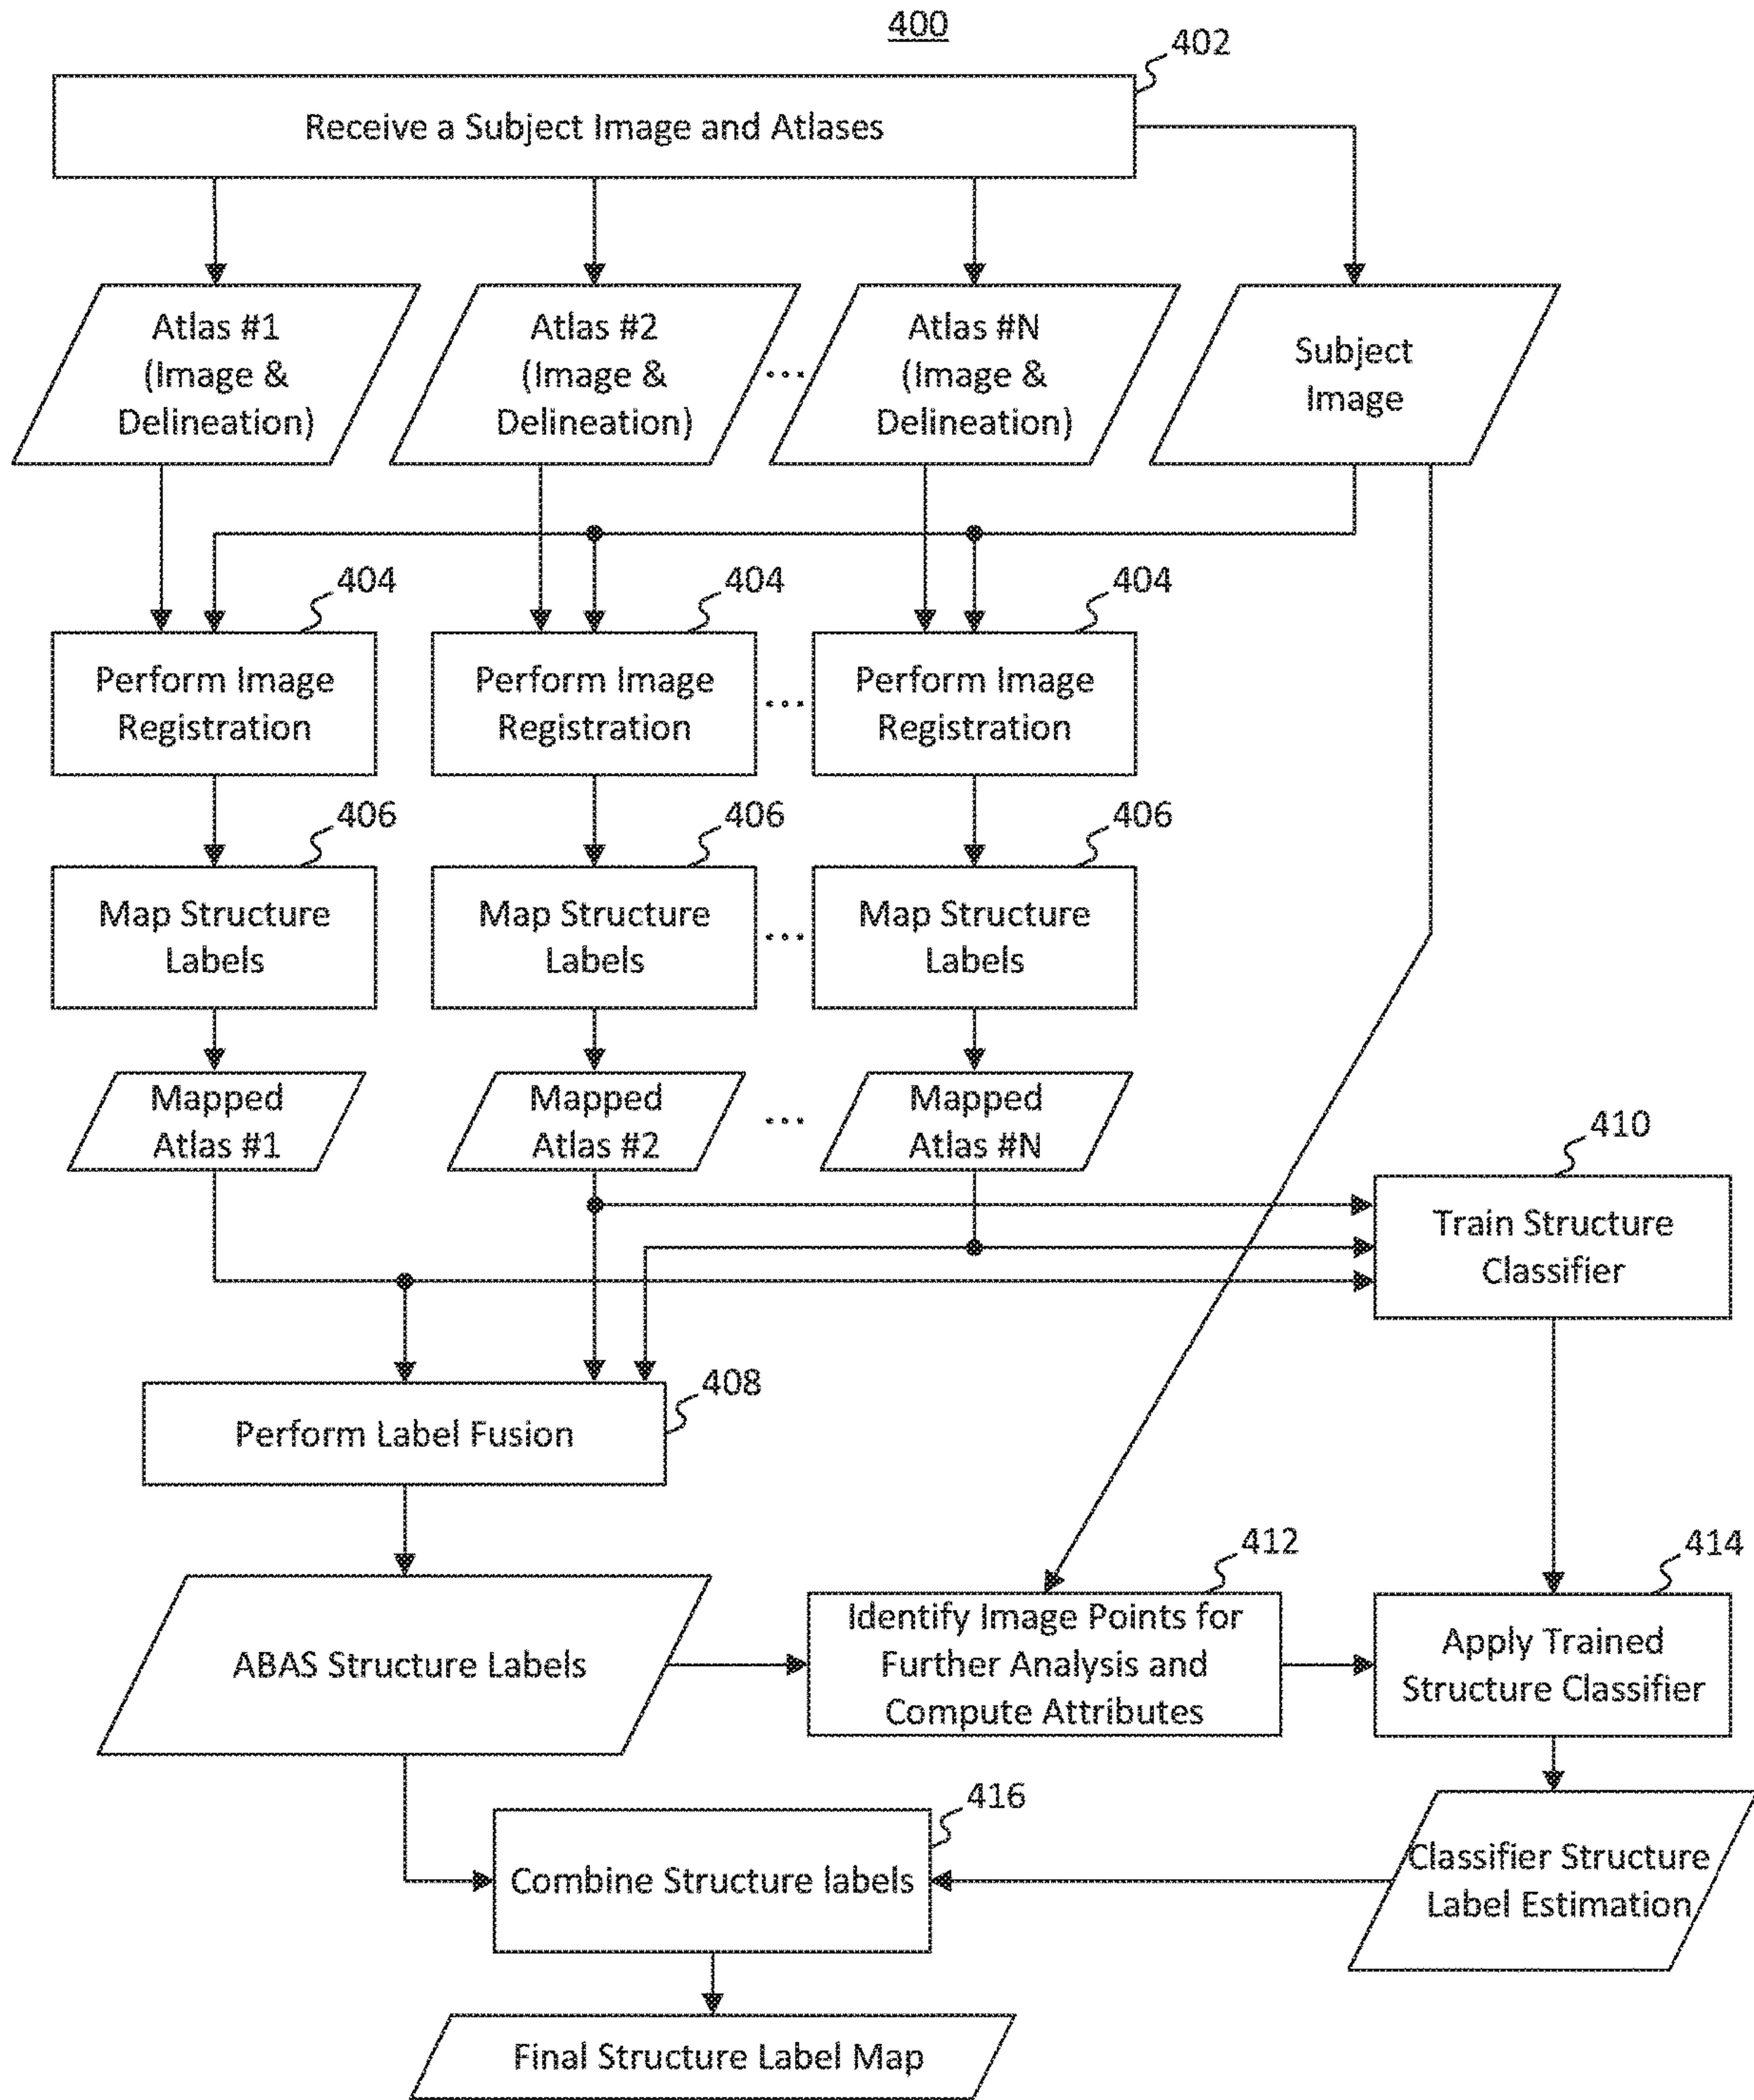 400
402
Receive a Subject Image and Atlases
Atlas #1
(Image &
Delineation)
Atlas #2
(Image &
Delineation)
...
Atlas #N
(Image &
Delineation)
Subject
Image
404
Perform Image
Registration
404
Perform Image
Registration
...
404
Perform Image
Registration
406
Map Structure
Labels
406
Map Structure
Labels
...
406
Map Structure
Labels
Mapped
Atlas #1
Mapped
Atlas #2
...
Mapped
Atlas #N
410
Train Structure
Classifier
408
Perform Label Fusion
ABAS Structure Labels
412
Identify Image Points for
Further Analysis and
Compute Attributes
414
Apply Trained
Structure Classifier
416
Combine Structure labels
Classifier Structure
Label Estimation
Final Structure Label Map